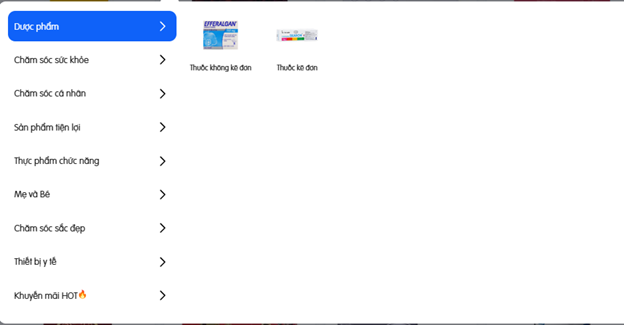 Dược phẩm
Chăm sóc sức khỏe
Chăm sóc cá nhân
Sản phẩm tiện lợi
Thực phẩm chức năng
Mẹ và Bé
Chăm sóc sắc đẹp
Thiết bị y tế
Khuyến mãi HOT🔥
EFFERALGAN
Thuốc không kê đơn
Thuốc kê đơn